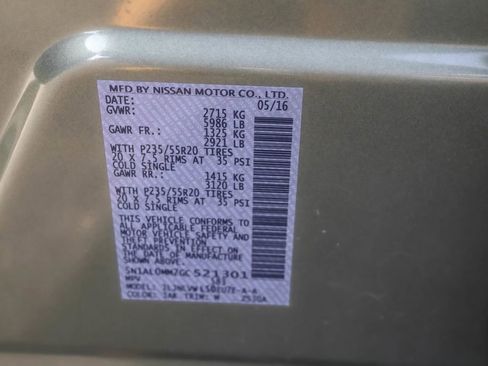 MFD BY NISSAN MOTOR CO., LTD.
DATE: 05/16
GVWR: 2715 KG
5986 LB
GAWR FR.: 1325 KG
2921 LB
WITH P235/55R20 TIRES
20 X 7.5 RIMS AT 35 PSI
COLD SINGLE
GAWR RR.: 1415 KG
3120 LB
WITH P235/55R20 TIRES
20 X 7.5 RIMS AT 35 PSI
COLD SINGLE
THIS VEHICLE CONFORMS TO
ALL APPLICABLE FEDERAL
MOTOR VEHICLE SAFETY AND
THEFT PREVENTION
STANDARDS IN EFFECT ON
THE DATE OF MANUFACTURE
SHOWN ABOVE.
5N1AL0MM7GC521301
MPV
MODEL:
COLOR: TRIM: